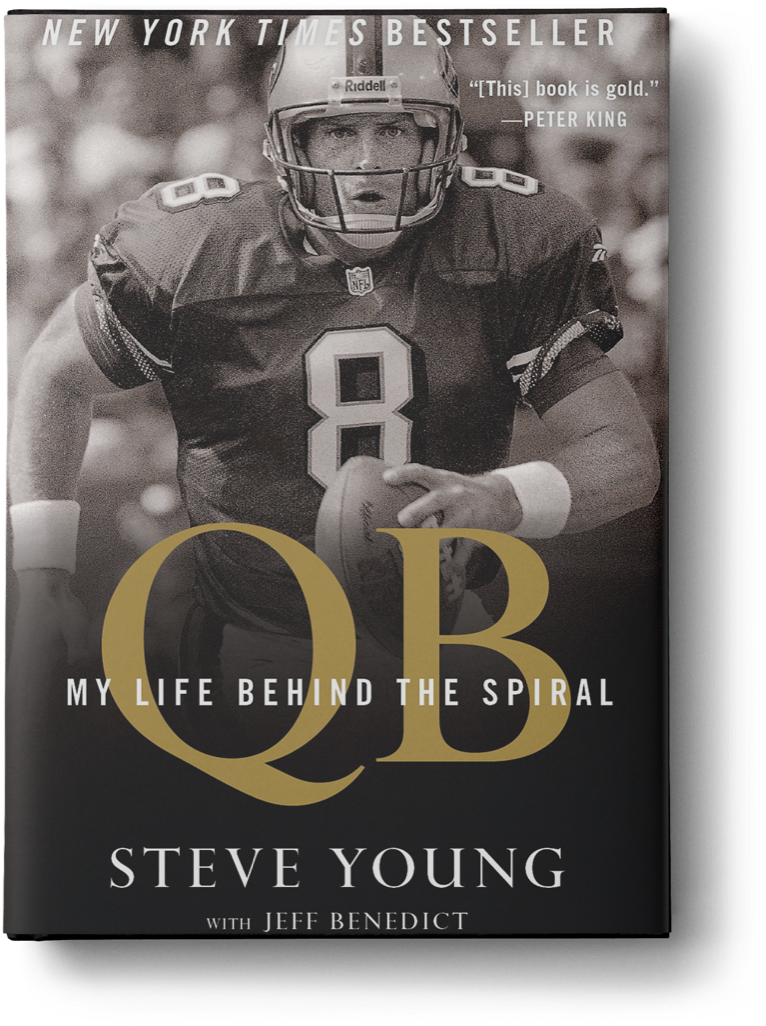 NEW YORK TIMES BESTSELLER
“[This] book is gold.”
—PETER KING
Riddell
8
8
NFL
8
QB
MY LIFE BEHIND THE SPIRAL
STEVE YOUNG
WITH JEFF BENEDICT